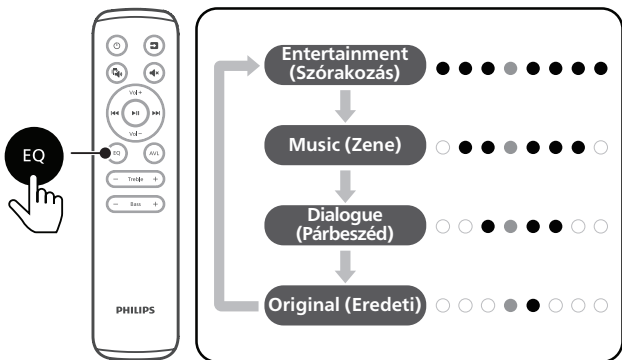 EQ
Vol+
Vol−
EQ AVL
− Treble +
− Bass +
PHILIPS
Entertainment
(Szórakozás)
Music (Zene)
Dialogue
(Párbeszéd)
Original (Eredeti)